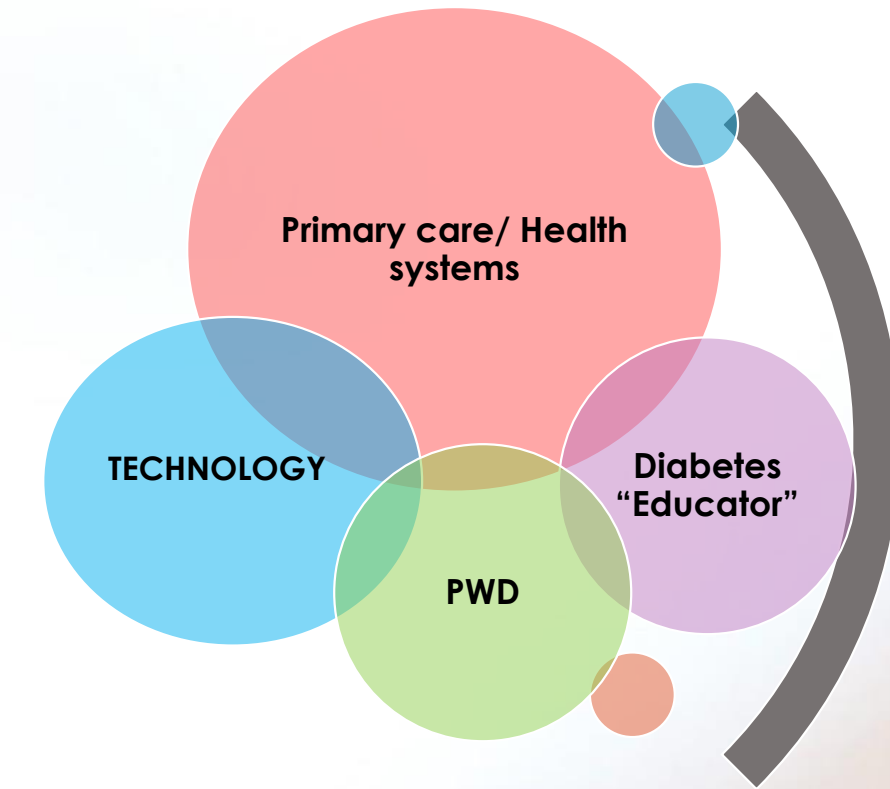 Primary care/ Health
systems
TECHNOLOGY
Diabetes
“Educator”
PWD